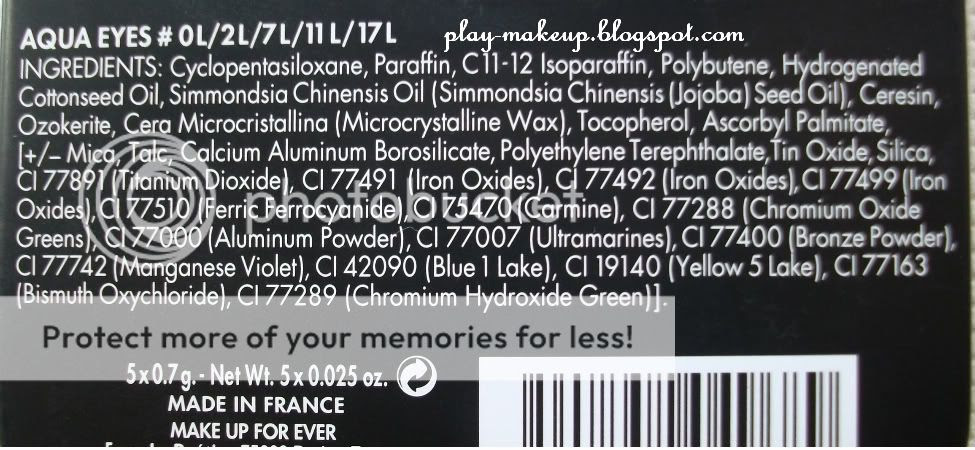 AQUA EYES # 0L/2L/7L/11L/17L
play-makeup.blogspot.com
INGREDIENTS: Cyclopentasiloxane, Paraffin, C11-12 Isoparaffin, Polybutene, Hydrogenated
Cottonseed Oil, Simmondsia Chinensis Oil (Simmondsia Chinensis (Jojoba) Seed Oil), Ceresin,
Ozokerite, Cera Microcristallina (Microcrystalline Wax), Tocopherol, Ascorbyl Palmitate,
[+/– Mica, Talc, Calcium Aluminum Borosilicate, Polyethylene Terephthalate, Tin Oxide, Silica,
CI 77891 (Titanium Dioxide), CI 77491 (Iron Oxides), CI 77492 (Iron Oxides), CI 77499 (Iron
Oxides), CI 77510 (Ferric Ferrocyanide), CI 75470 (Carmine), CI 77288 (Chromium Oxide
photobucket
Greens), CI 77000 (Aluminum Powder), CI 77007 (Ultramarines), CI 77400 (Bronze Powder),
CI 77742 (Manganese Violet), CI 42090 (Blue 1 Lake), CI 19140 (Yellow 5 Lake), CI 77163
(Bismuth Oxychloride), CI 77289 (Chromium Hydroxide Green)].
Protect more of your memories for less!
5 x 0.7 g. - Net Wt. 5 x 0.025 oz.
MADE IN FRANCE
MAKE UP FOR EVER